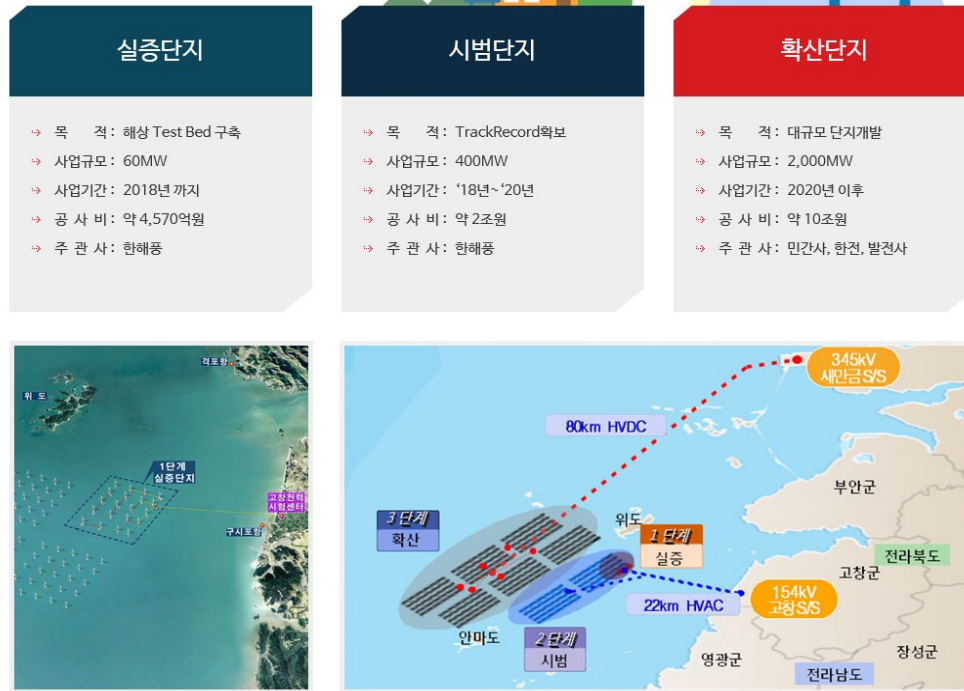 실증단지
목 적 : 해상 Test Bed 구축
사업규모 : 60MW
사업기간 : 2018년 까지
공 사 비 : 약 4,570억원
주 관 사 : 한해풍
시범단지
목 적 : TrackRecord확보
사업규모 : 400MW
사업기간 : ‘18년~ ‘20년
공 사 비 : 약 2조원
주 관 사 : 한해풍
확산단지
목 적 : 대규모 단지개발
사업규모 : 2,000MW
사업기간 : 2020년 이후
공 사 비 : 약 10조원
주 관 사 : 민간사, 한전, 발전사
격포항
위 도
1단계
실증단지
고창전력
시험센터
구시포항
345kV
새만금S/S
80km HVDC
부안군
3단계
확산
위도
1단계
실증
전라북도
고창군
154kV
고창S/S
22km HVAC
안마도
2단계
시범
영광군
장성군
전라남도